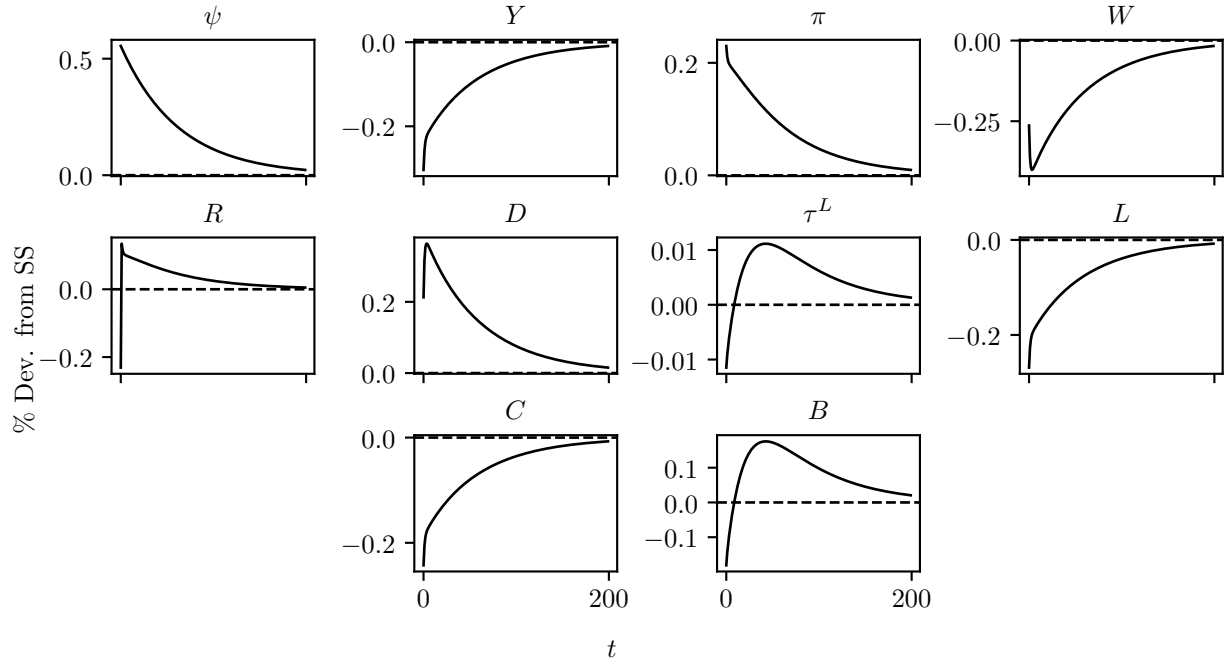 ψ Y π W
0.5 0.0 0.2 0.00
0.0 −0.2 0.0 −0.25
R D τ^L L
0.0 0.2 0.01 0.0
−0.2 0.0 0.00 −0.2
−0.01
C B
0.0 0.1
−0.2 0.0
−0.1
0 200 0 200
t
% Dev. from SS